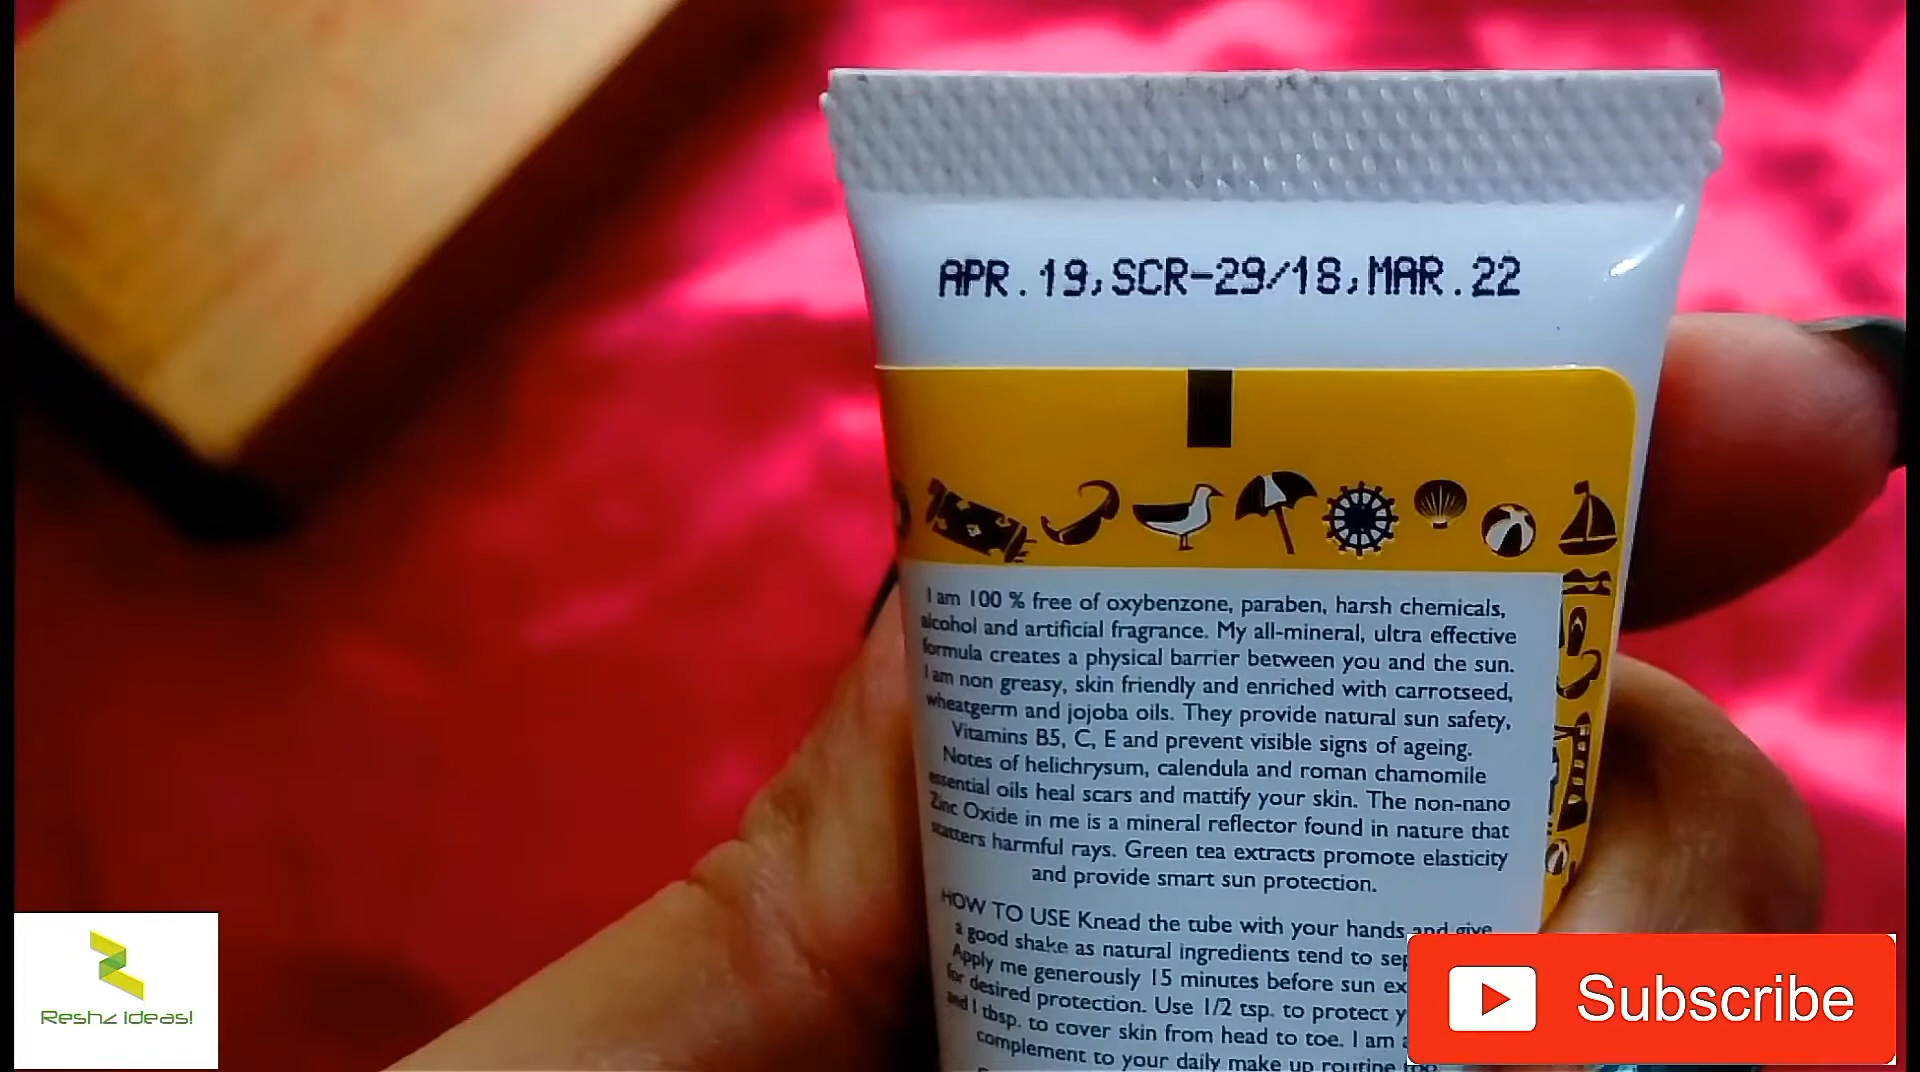 APR.19,SCR-29/18,MAR.22
I am 100 % free of oxybenzone, paraben, harsh chemicals,
alcohol and artificial fragrance. My all-mineral, ultra effective
formula creates a physical barrier between you and the sun.
I am non greasy, skin friendly and enriched with carrotseed,
wheatgerm and jojoba oils. They provide natural sun safety,
Vitamins B5, C, E and prevent visible signs of ageing.
Notes of helichrysum, calendula and roman chamomile
essential oils heal scars and mattify your skin. The non-nano
Zinc Oxide in me is a mineral reflector found in nature that
scatters harmful rays. Green tea extracts promote elasticity
and provide smart sun protection.
HOW TO USE Knead the tube with your hands and give
a good shake as natural ingredients tend to
Apply me generously 15 minutes before sun
for desired protection. Use 1/2 tsp. to protect
and 1 tbsp. to cover skin from head to toe. I am
complement to your daily make up routine too
Reshz ideas!
Subscribe